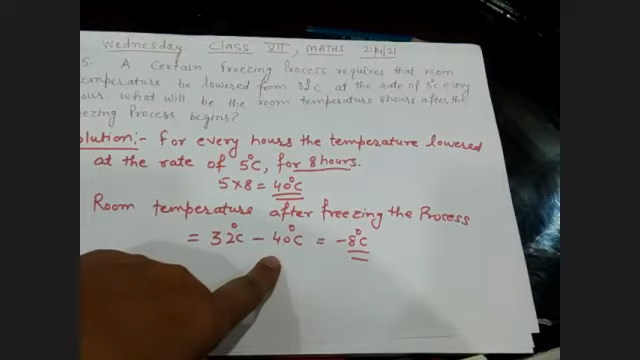 Wednesday Class VII, MATHS 21/4/21
5. A Certain freezing Process requires that room
temperature be lowered from 32°C at the rate of 5°C every
hour. What will be the room temperature 8hours after the
freezing Process begins?
Solution:- For every hours the temperature lowered
at the rate of 5°C, for 8 hours.
5×8 = 40°C
Room temperature after freezing the Process
= 32°C - 40°C = -8°C